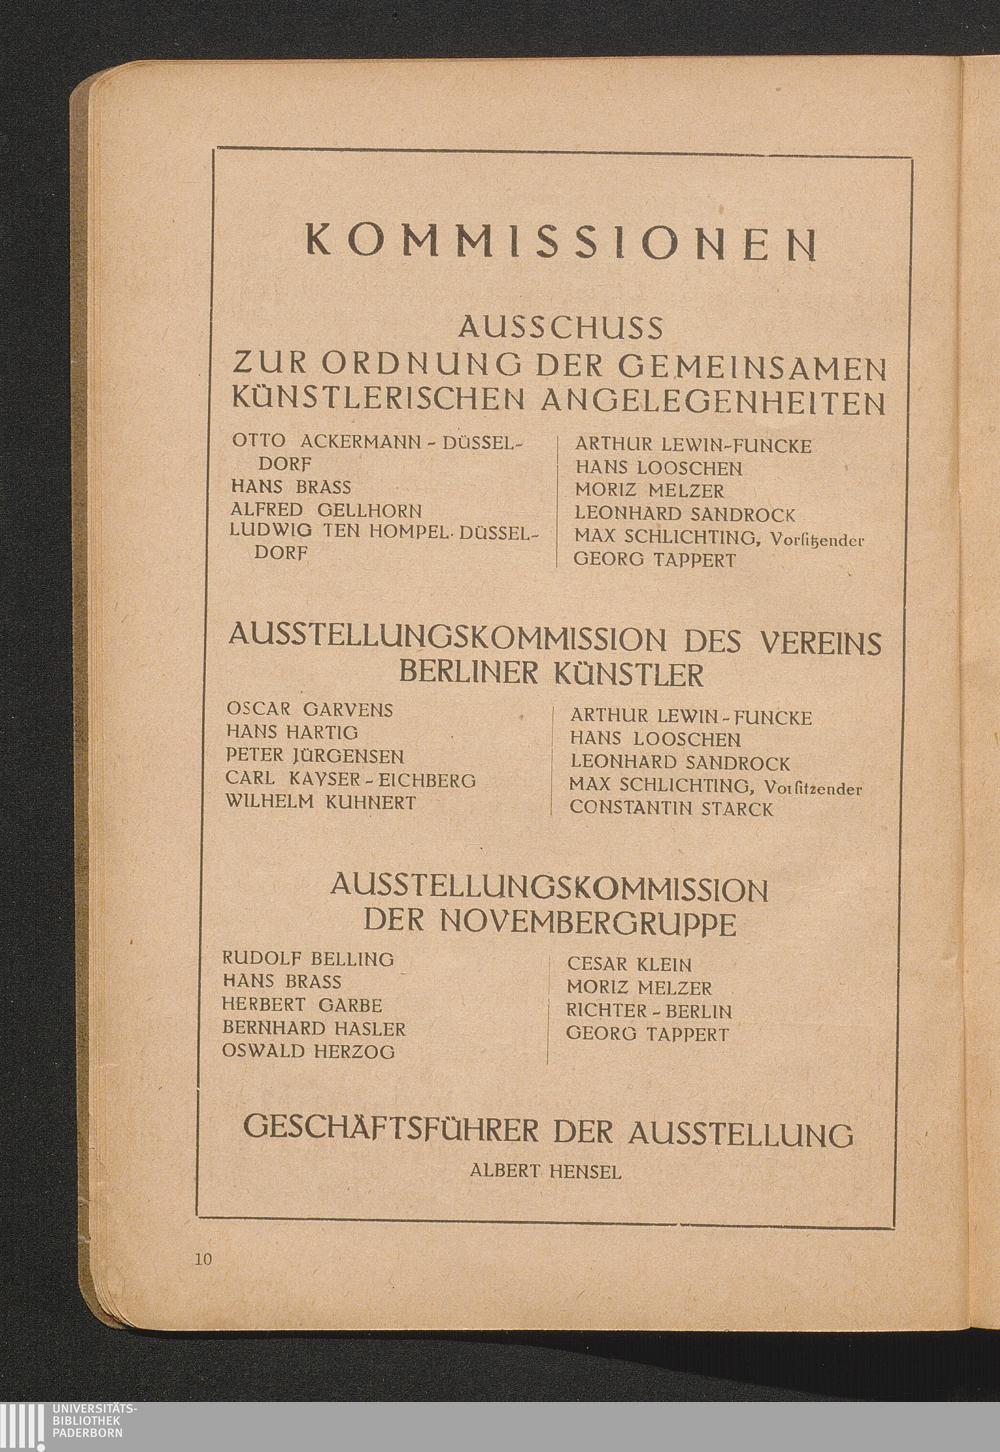 KOMMISSIONEN
AUSSCHUSS
ZUR ORDNUNG DER GEMEINSAMEN
KÜNSTLERISCHEN ANGELEGENHEITEN
OTTO ACKERMANN - DÜSSEL-
DORF
HANS BRASS
ALFRED GELLHORN
LUDWIG TEN HOMPEL- DÜSSEL-
DORF
ARTHUR LEWIN-FUNCKE
HANS LOOSCHEN
MORIZ MELZER
LEONHARD SANDROCK
MAX SCHLICHTING, Vorſitzender
GEORG TAPPERT
AUSSTELLUNGSKOMMISSION DES VEREINS
BERLINER KÜNSTLER
OSCAR GARVENS
HANS HARTIG
PETER JÜRGENSEN
CARL KAYSER - EICHBERG
WILHELM KUHNERT
ARTHUR LEWIN - FUNCKE
HANS LOOSCHEN
LEONHARD SANDROCK
MAX SCHLICHTING, Vorſitzender
CONSTANTIN STARCK
AUSSTELLUNGSKOMMISSION
DER NOVEMBERGRUPPE
RUDOLF BELLING
HANS BRASS
HERBERT GARBE
BERNHARD HASLER
OSWALD HERZOG
CESAR KLEIN
MORIZ MELZER
RICHTER - BERLIN
GEORG TAPPERT
GESCHÄFTSFÜHRER DER AUSSTELLUNG
ALBERT HENSEL
10
UNIVERSITÄTS-
BIBLIOTHEK
PADERBORN